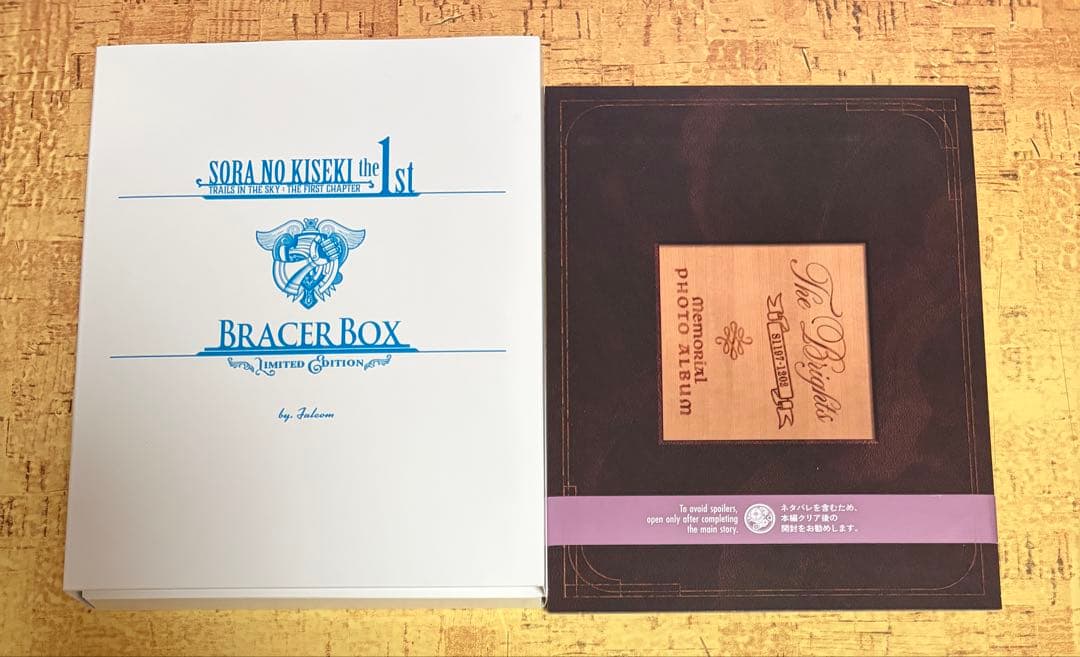 SORA NO KISEKI the 1st
TRAILS IN THE SKY : THE FIRST CHAPTER
BRACER BOX
LIMITED EDITION
by. Falcom
The Brights
S1197-1202
Memorial
PHOTO ALBUM
To avoid spoilers,
open only after completing
the main story.
ネタバレを含むため、
本編クリア後の
開封をお勧めします。